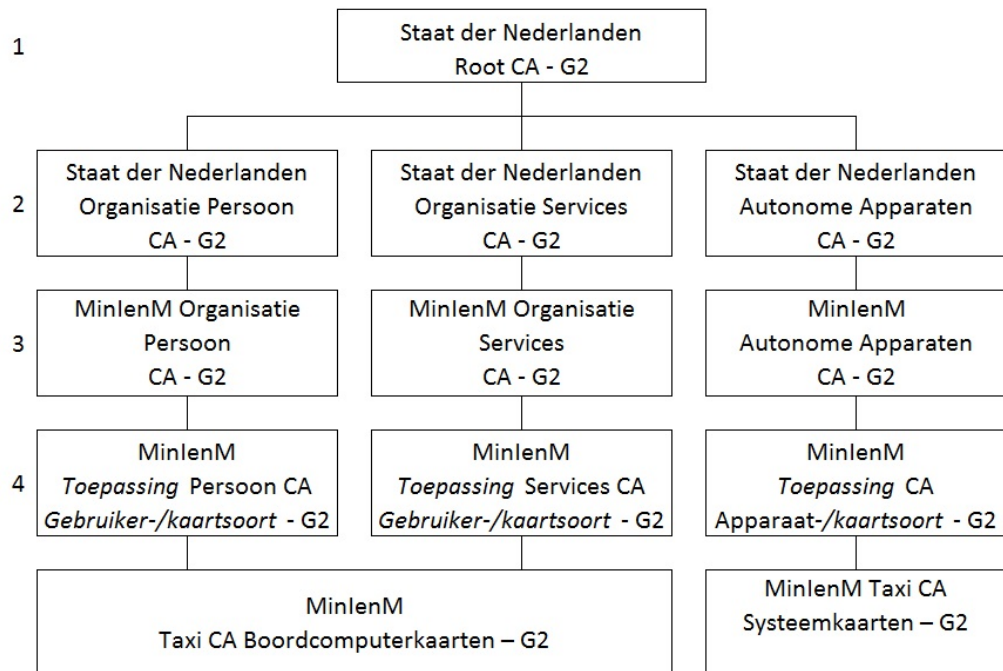 1
Staat der Nederlanden
Root CA - G2
2
Staat der Nederlanden
Organisatie Persoon
CA - G2
Staat der Nederlanden
Organisatie Services
CA - G2
Staat der Nederlanden
Autonome Apparaten
CA - G2
3
MinIenM Organisatie
Persoon
CA - G2
MinIenM Organisatie
Services
CA - G2
MinIenM
Autonome Apparaten
CA - G2
4
MinIenM
Toepassing Persoon CA
Gebruiker-/kaartsoort - G2
MinIenM
Toepassing Services CA
Gebruiker-/kaartsoort - G2
MinIenM
Toepassing CA
Apparaat-/kaartsoort - G2
MinIenM
Taxi CA Boordcomputerkaarten – G2
MinIenM Taxi CA
Systeemkaarten – G2